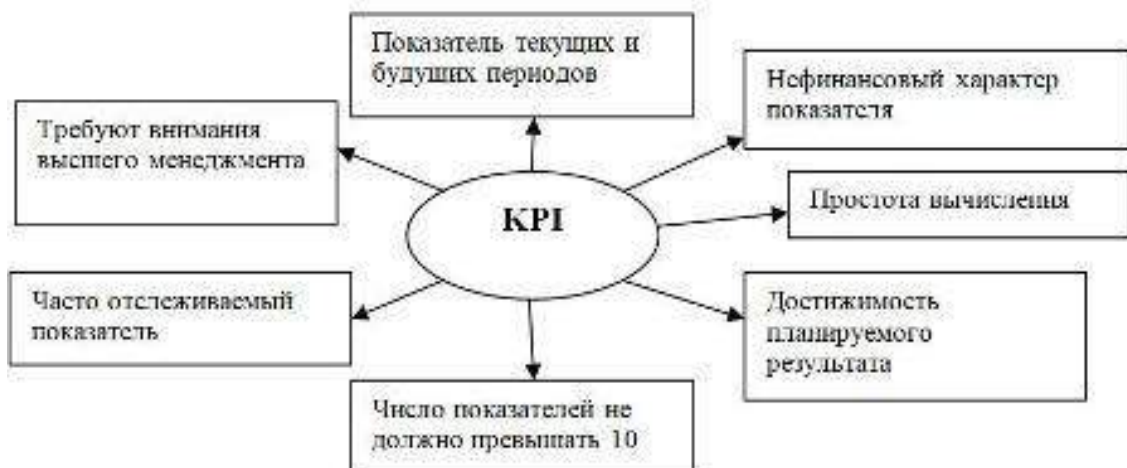 Показатель текущих и
будущих периодов
Нефинансовый характер
показателя
Требуют внимания
высшего менеджмента
KPI
Простота вычисления
Часто отслеживаемый
показатель
Достижимость
планируемого
результата
Число показателей не
должно превышать 10